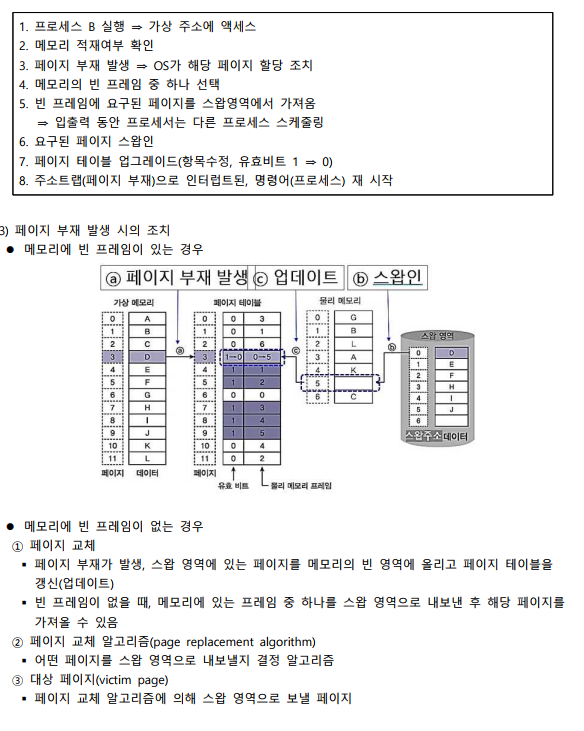 1. 프로세스 B 실행 ⇒ 가상 주소에 액세스
2. 메모리 적재여부 확인
3. 페이지 부재 발생 ⇒ OS가 해당 페이지 할당 조치
4. 메모리의 빈 프레임 중 하나 선택
5. 빈 프레임에 요구된 페이지를 스왑영역에서 가져옴
⇒ 입출력 동안 프로세서는 다른 프로세스 스케줄링
6. 요구된 페이지 스왑인
7. 페이지 테이블 업그레이드(항목수정, 유효비트 1 ⇒ 0)
8. 주소트랩(페이지 부재)으로 인터럽트된, 명령어(프로세스) 재 시작
3) 페이지 부재 발생 시의 조치
● 메모리에 빈 프레임이 있는 경우
ⓐ 페이지 부재 발생 ⓒ 업데이트 ⓑ 스왑인
가상 메모리 페이지 테이블 물리 메모리
스왑 영역
0 A 0 0 3 0 G
1 B 1 0 1 1 B
2 C 2 0 6 2 L
3 D ⓐ 3 1→0 0→5 ⓒ 3 A ⓑ 0 D
4 E 4 1 1 4 K 1 E
5 F 5 1 2 5 2 F
6 G 6 0 0 6 C 3 H
7 H 7 1 3 4 I
8 I 8 1 4 5 J
9 J 9 1 5 6
10 K 10 0 4
11 L 11 0 2
스왑주소 데이터
페이지 데이터 페이지
유효 비트 물리 메모리 프레임
● 메모리에 빈 프레임이 없는 경우
① 페이지 교체
▪ 페이지 부재가 발생, 스왑 영역에 있는 페이지를 메모리의 빈 영역에 올리고 페이지 테이블을
갱신(업데이트)
▪ 빈 프레임이 없을 때, 메모리에 있는 프레임 중 하나를 스왑 영역으로 내보낸 후 해당 페이지를
가져올 수 있음
② 페이지 교체 알고리즘(page replacement algorithm)
▪ 어떤 페이지를 스왑 영역으로 내보낼지 결정 알고리즘
③ 대상 페이지(victim page)
▪ 페이지 교체 알고리즘에 의해 스왑 영역으로 보낼 페이지